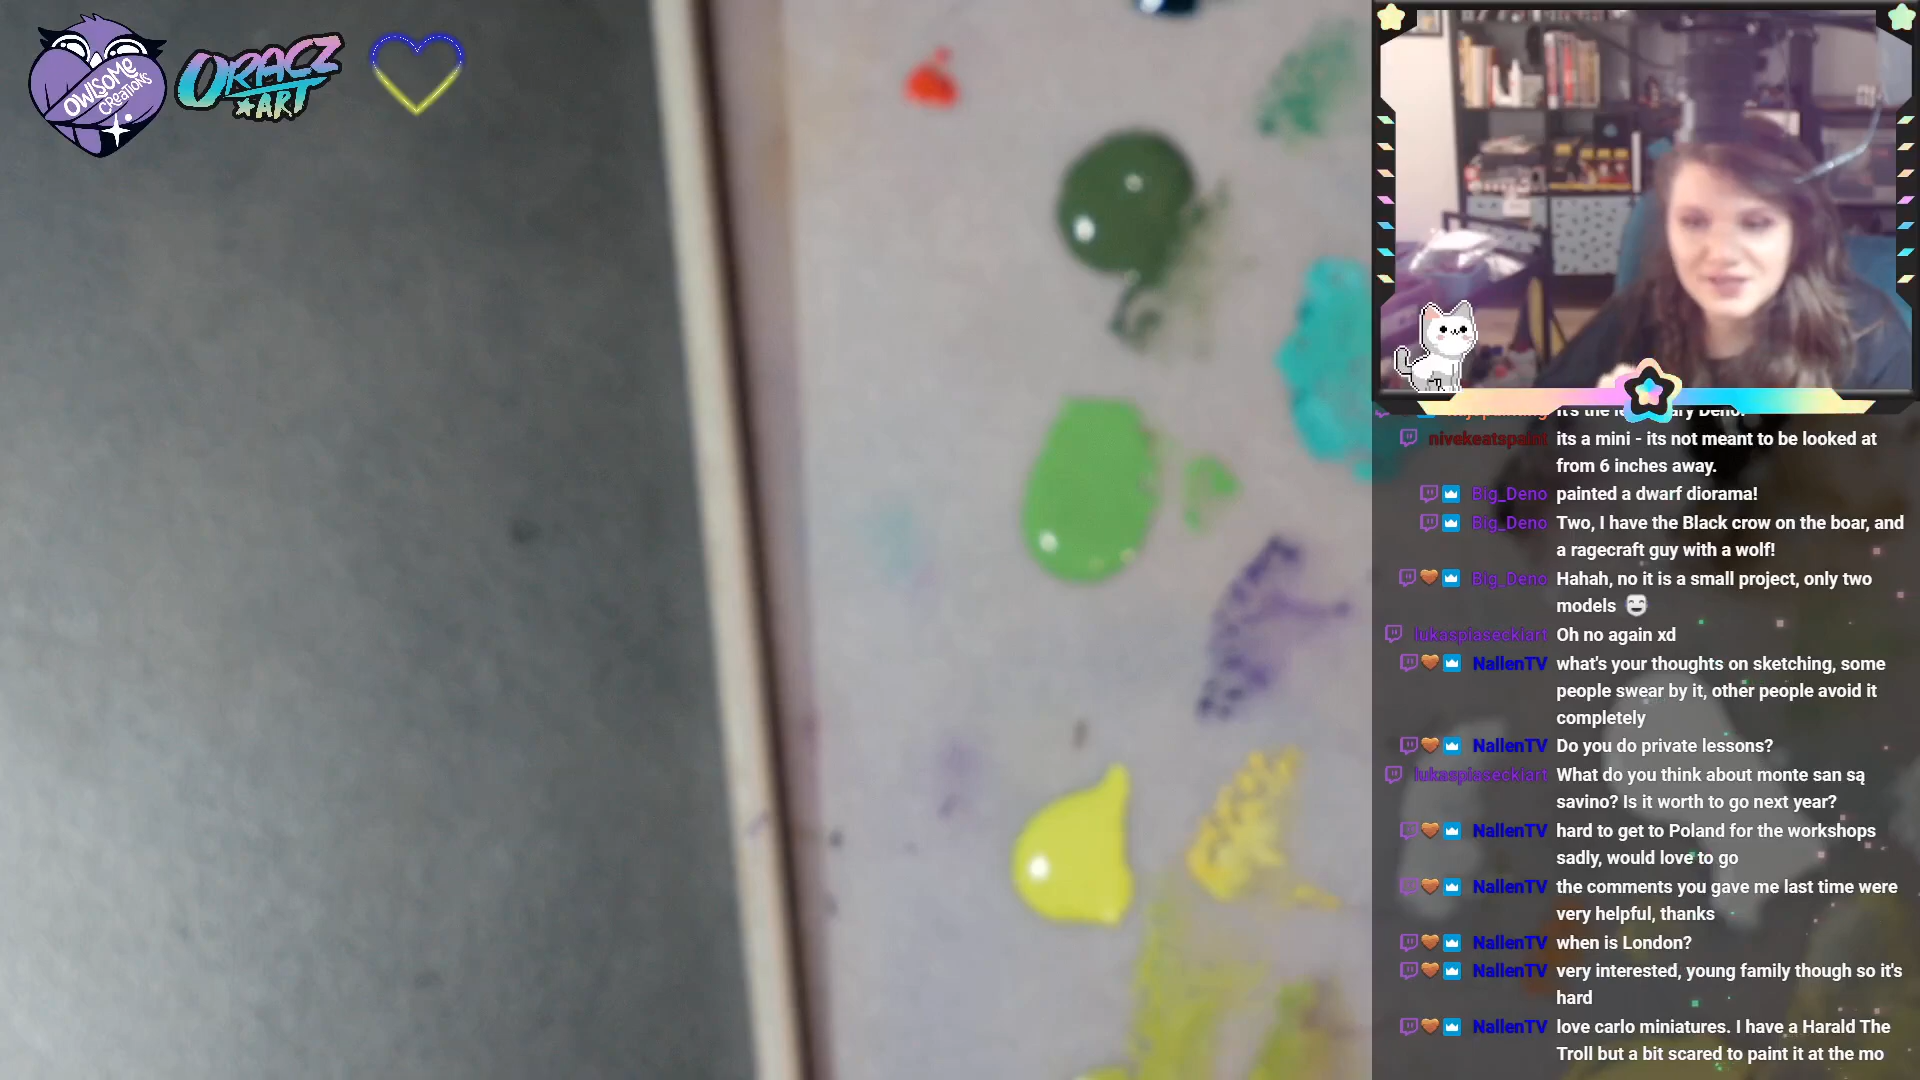 OWLSOME
CREATIONS
ORACZ
ART
it's the
Deno!
nivekeatspaint its a mini - its not meant to be looked at
from 6 inches away.
Big_Deno painted a dwarf diorama!
Big_Deno Two, I have the Black crow on the boar, and
a ragecraft guy with a wolf!
Big_Deno Hahah, no it is a small project, only two
models
lukaspiaseckiart Oh no again xd
NallenTV what's your thoughts on sketching, some
people swear by it, other people avoid it
completely
NallenTV Do you do private lessons?
lukaspiaseckiart What do you think about monte san są
savino? Is it worth to go next year?
NallenTV hard to get to Poland for the workshops
sadly, would love to go
NallenTV the comments you gave me last time were
very helpful, thanks
NallenTV when is London?
NallenTV very interested, young family though so it's
hard
NallenTV love carlo miniatures. I have a Harald The
Troll but a bit scared to paint it at the mo